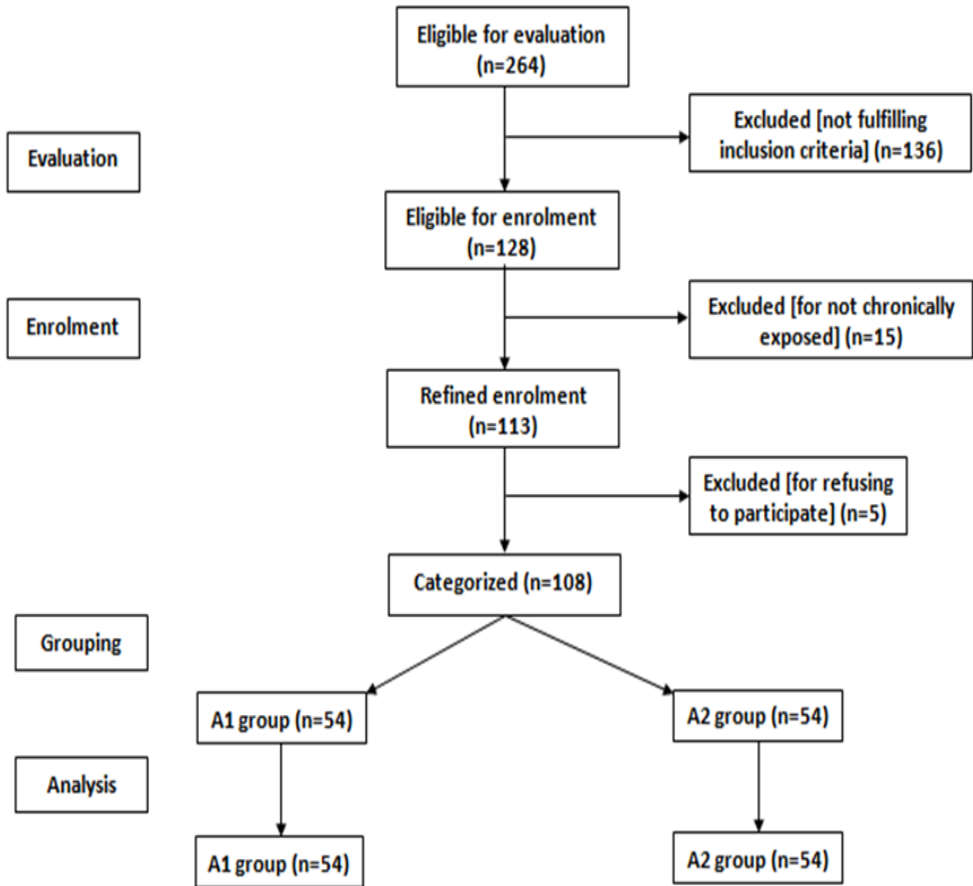 Eligible for evaluation
(n=264)
Excluded [not fulfilling
inclusion criteria] (n=136)
Evaluation
Eligible for enrolment
(n=128)
Excluded [for not chronically
exposed] (n=15)
Enrolment
Refined enrolment
(n=113)
Excluded [for refusing
to participate] (n=5)
Categorized (n=108)
Grouping
A1 group (n=54)
A2 group (n=54)
Analysis
A1 group (n=54)
A2 group (n=54)